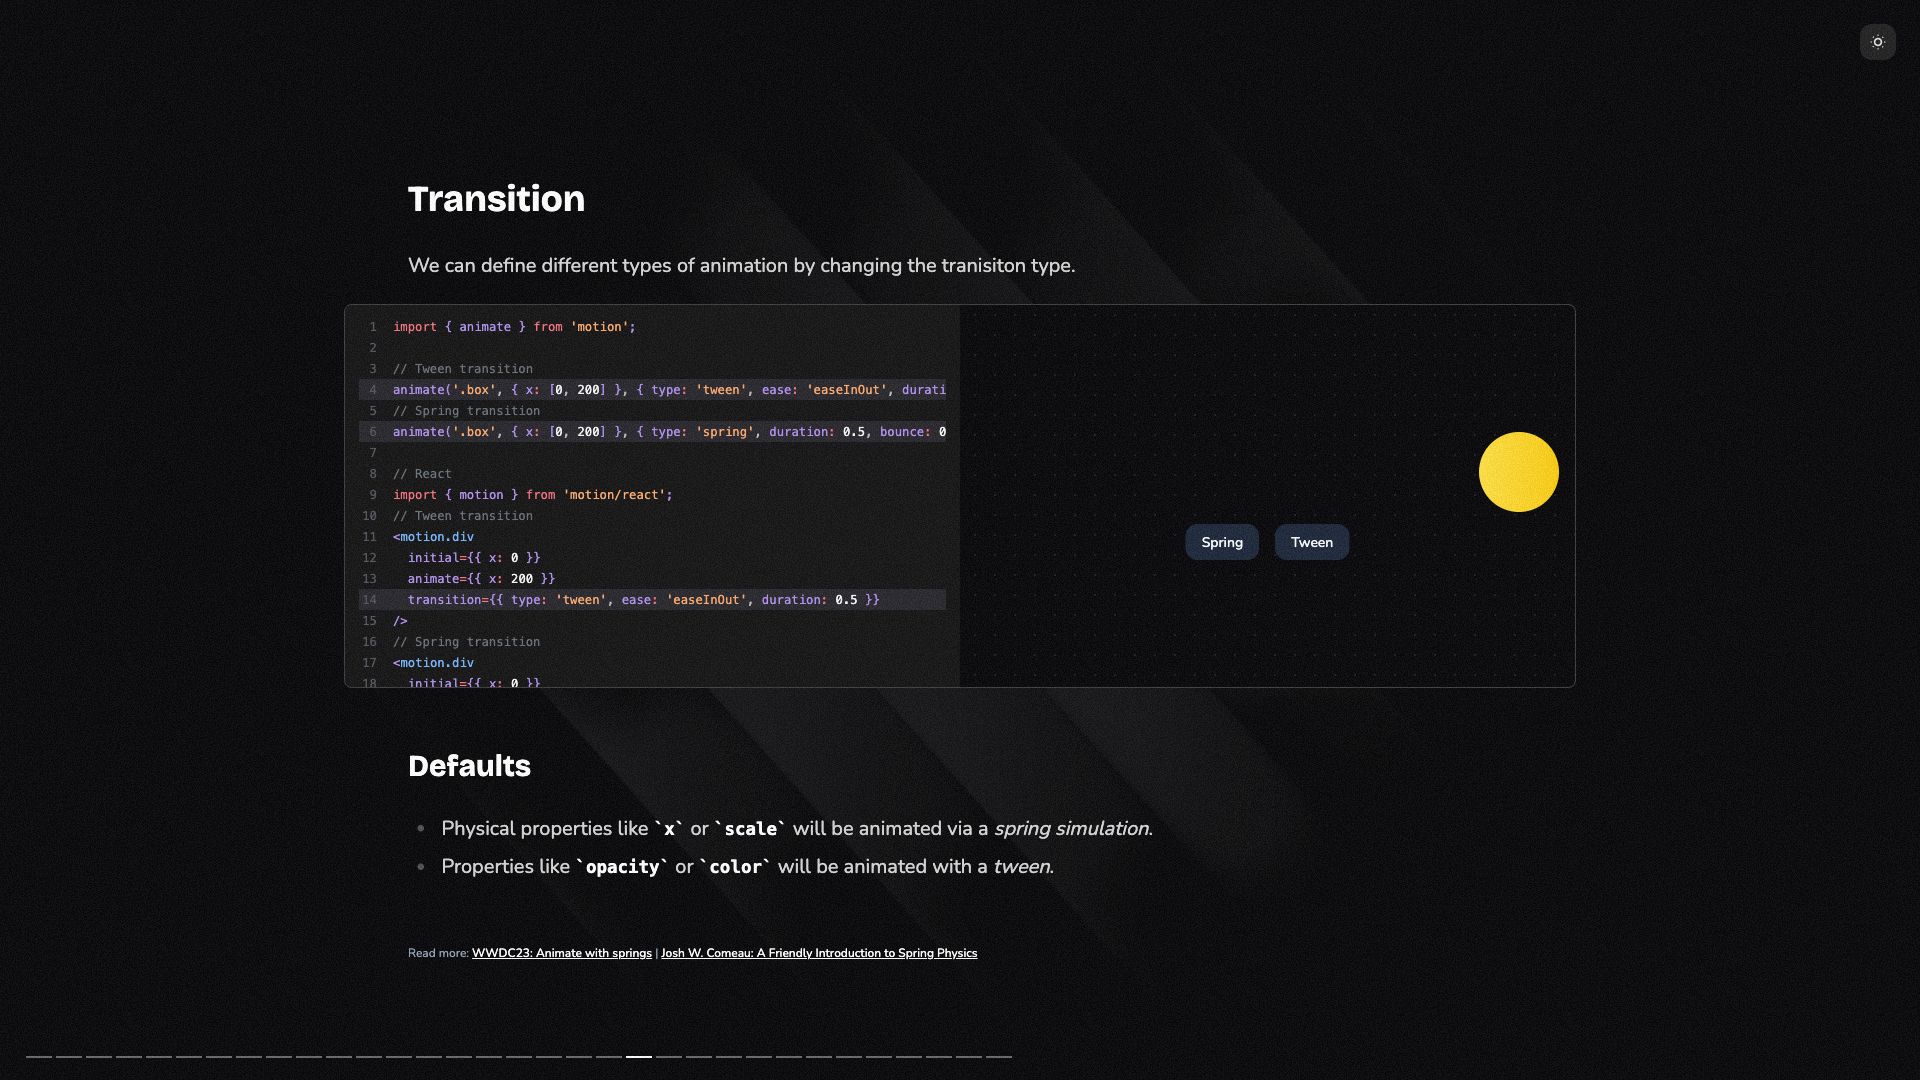 Transition
We can define different types of animation by changing the tranisiton type.
1 import { animate } from 'motion';
2
3 // Tween transition
4 animate('.box', { x: [0, 200] }, { type: 'tween', ease: 'easeInOut', durati
5 // Spring transition
6 animate('.box', { x: [0, 200] }, { type: 'spring', duration: 0.5, bounce: 0
7
8 // React
9 import { motion } from 'motion/react';
10 // Tween transition
11 <motion.div
12   initial={{ x: 0 }}
13   animate={{ x: 200 }}
14   transition={{ type: 'tween', ease: 'easeInOut', duration: 0.5 }}
15 />
16 // Spring transition
17 <motion.div
18   initial={{ x: 0 }}
Spring Tween
Defaults
Physical properties like `x` or `scale` will be animated via a spring simulation.
Properties like `opacity` or `color` will be animated with a tween.
Read more: WWDC23: Animate with springs | Josh W. Comeau: A Friendly Introduction to Spring Physics